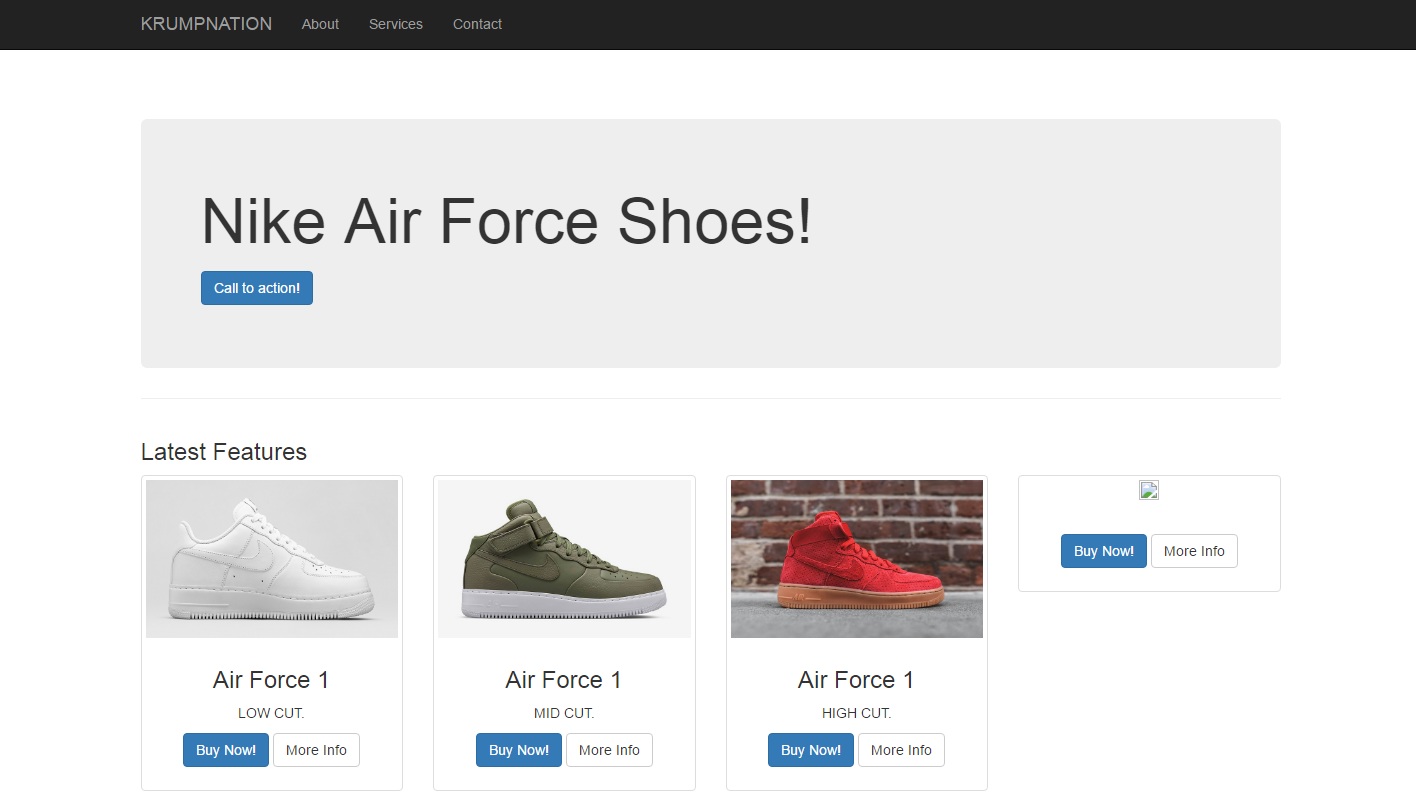 KRUMPNATION About Services Contact
Nike Air Force Shoes!
Call to action!
Latest Features
Air Force 1
LOW CUT.
Buy Now! More Info
Air Force 1
MID CUT.
Buy Now! More Info
Air Force 1
HIGH CUT.
Buy Now! More Info
Buy Now! More Info